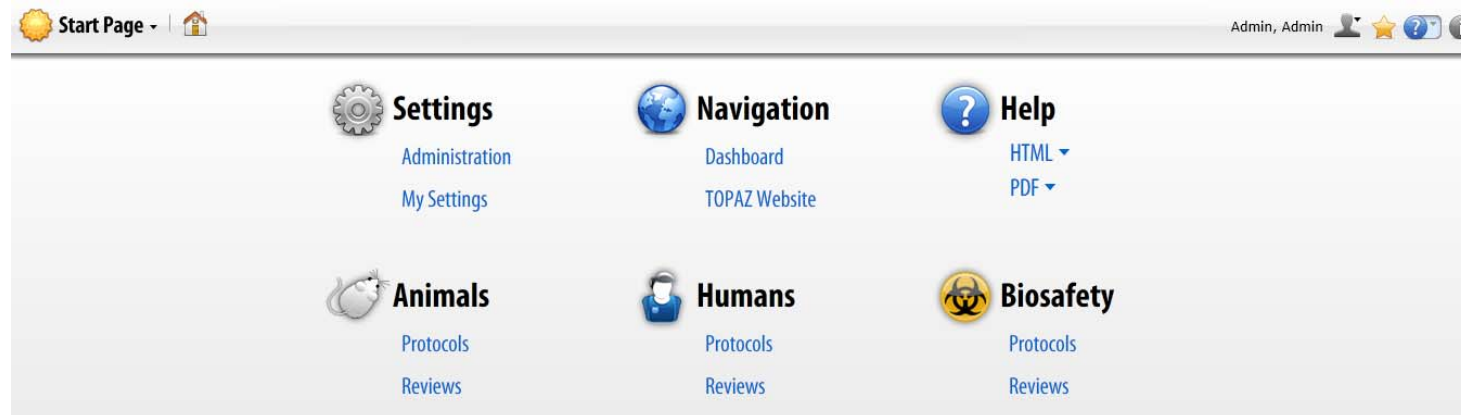 Start Page
Admin, Admin
Settings
Navigation
Help
Administration
Dashboard
HTML
My Settings
TOPAZ Website
PDF
Animals
Humans
Biosafety
Protocols
Protocols
Protocols
Reviews
Reviews
Reviews